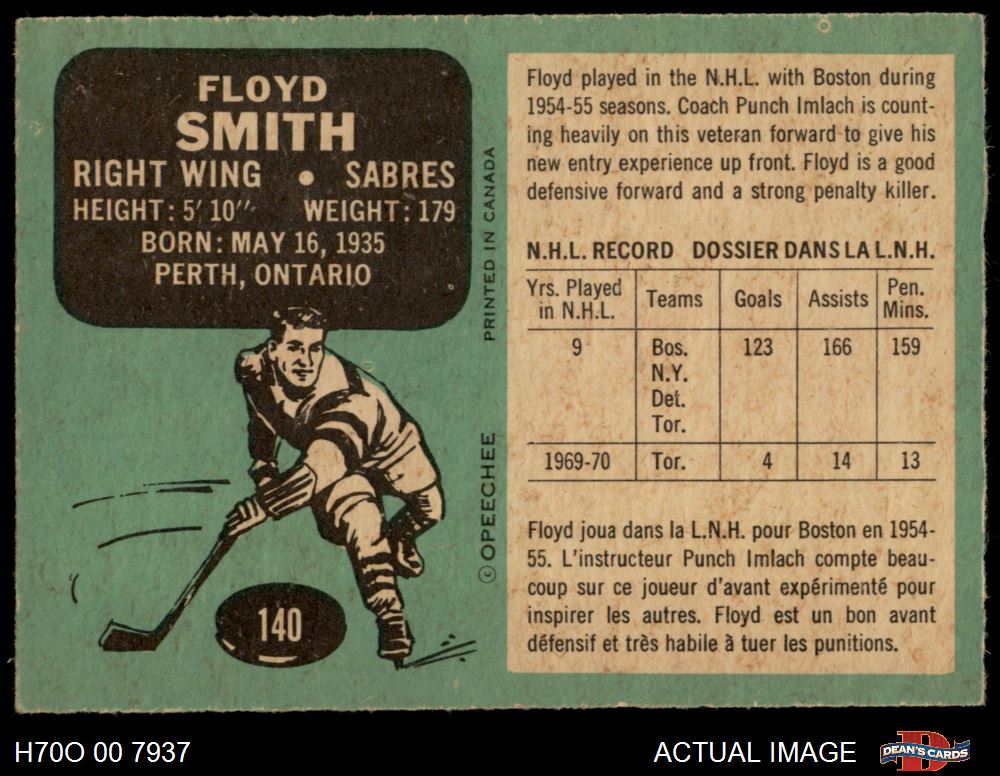 FLOYD
SMITH
RIGHT WING • SABRES
HEIGHT: 5' 10" WEIGHT: 179
BORN: MAY 16, 1935
PERTH, ONTARIO
140
©OPEECHEE PRINTED IN CANADA
Floyd played in the N.H.L. with Boston during
1954-55 seasons. Coach Punch Imlach is count-
ing heavily on this veteran forward to give his
new entry experience up front. Floyd is a good
defensive forward and a strong penalty killer.
N.H.L. RECORD DOSSIER DANS LA L.N.H.
Yrs. Played in N.H.L. Teams Goals Assists Pen. Mins.
9 Bos. 123 166 159
N.Y.
Det.
Tor.
1969-70 Tor. 4 14 13
Floyd joua dans la L.N.H. pour Boston en 1954-
55. L'instructeur Punch Imlach compte beau-
coup sur ce joueur d'avant expérimenté pour
inspirer les autres. Floyd est un bon avant
défensif et très habile à tuer les punitions.
H70O 00 7937
ACTUAL IMAGE
DEAN'S CARDS